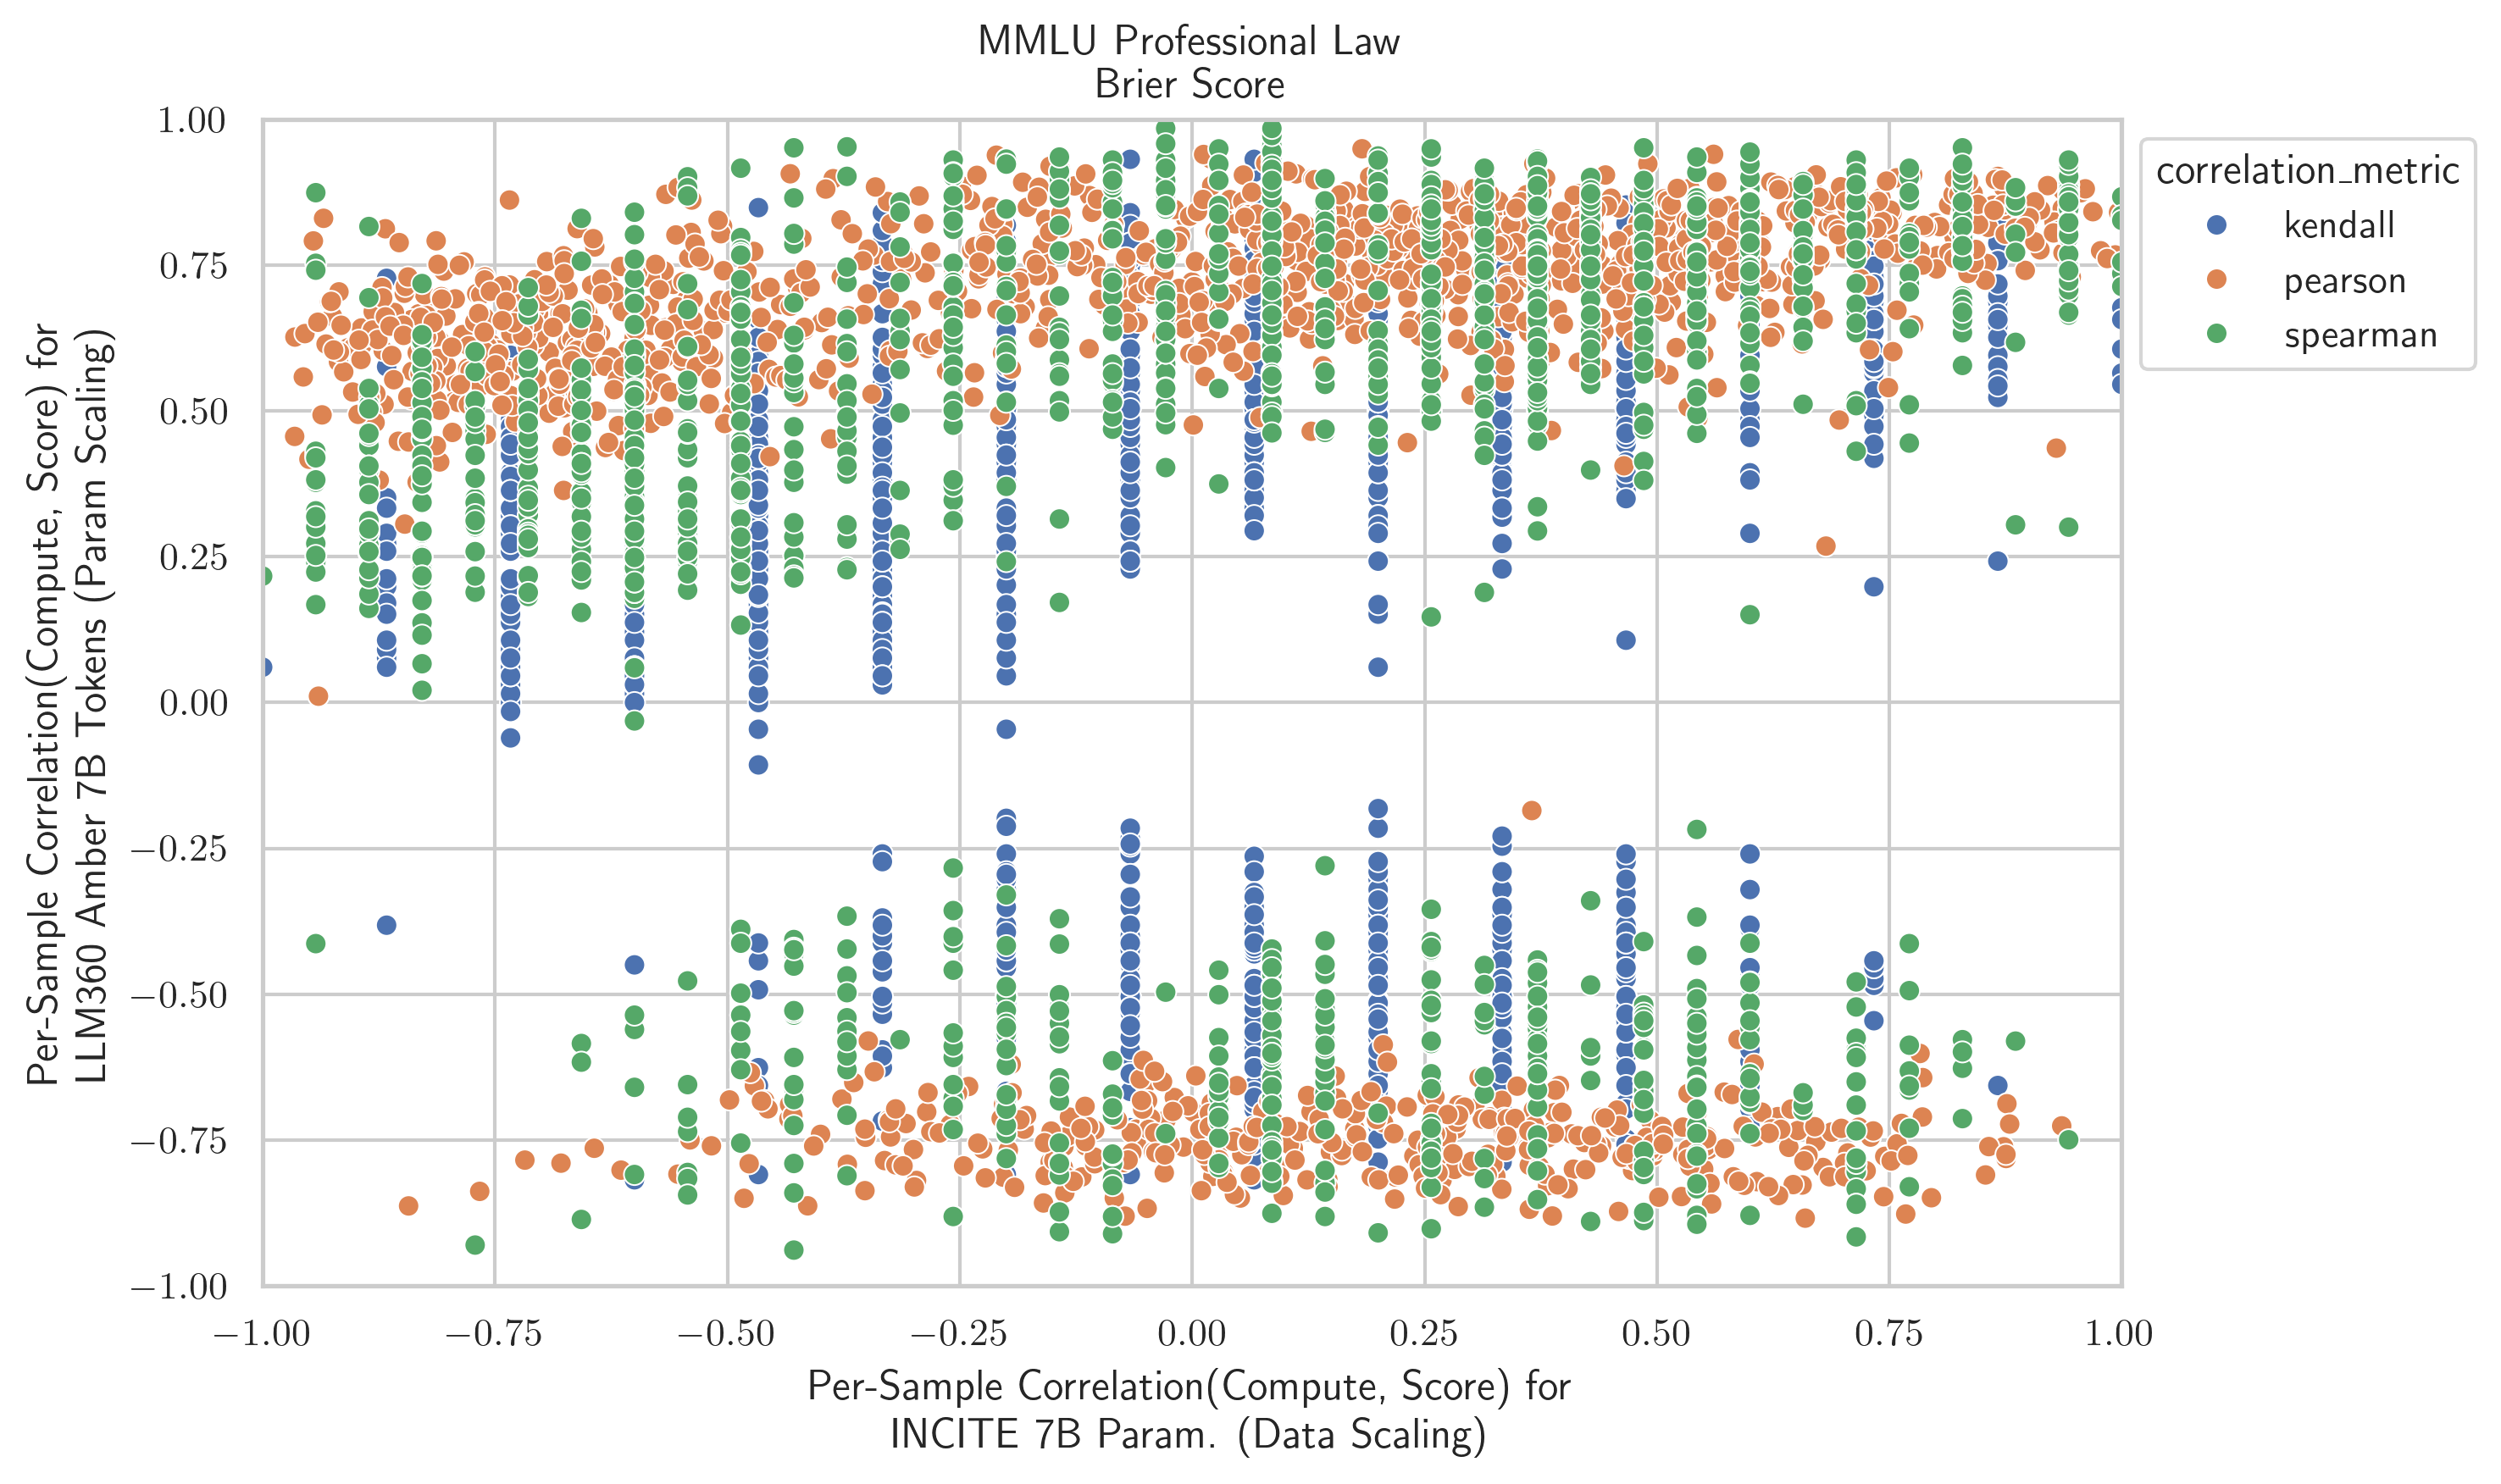 MMLU Professional Law
Brier Score
Per-Sample Correlation(Compute, Score) for
LLM360 Amber 7B Tokens (Param Scaling)
1.00
0.75
0.50
0.25
0.00
−0.25
−0.50
−0.75
−1.00
−1.00 −0.75 −0.50 −0.25 0.00 0.25 0.50 0.75 1.00
Per-Sample Correlation(Compute, Score) for
INCITE 7B Param. (Data Scaling)
correlation_metric
kendall
pearson
spearman